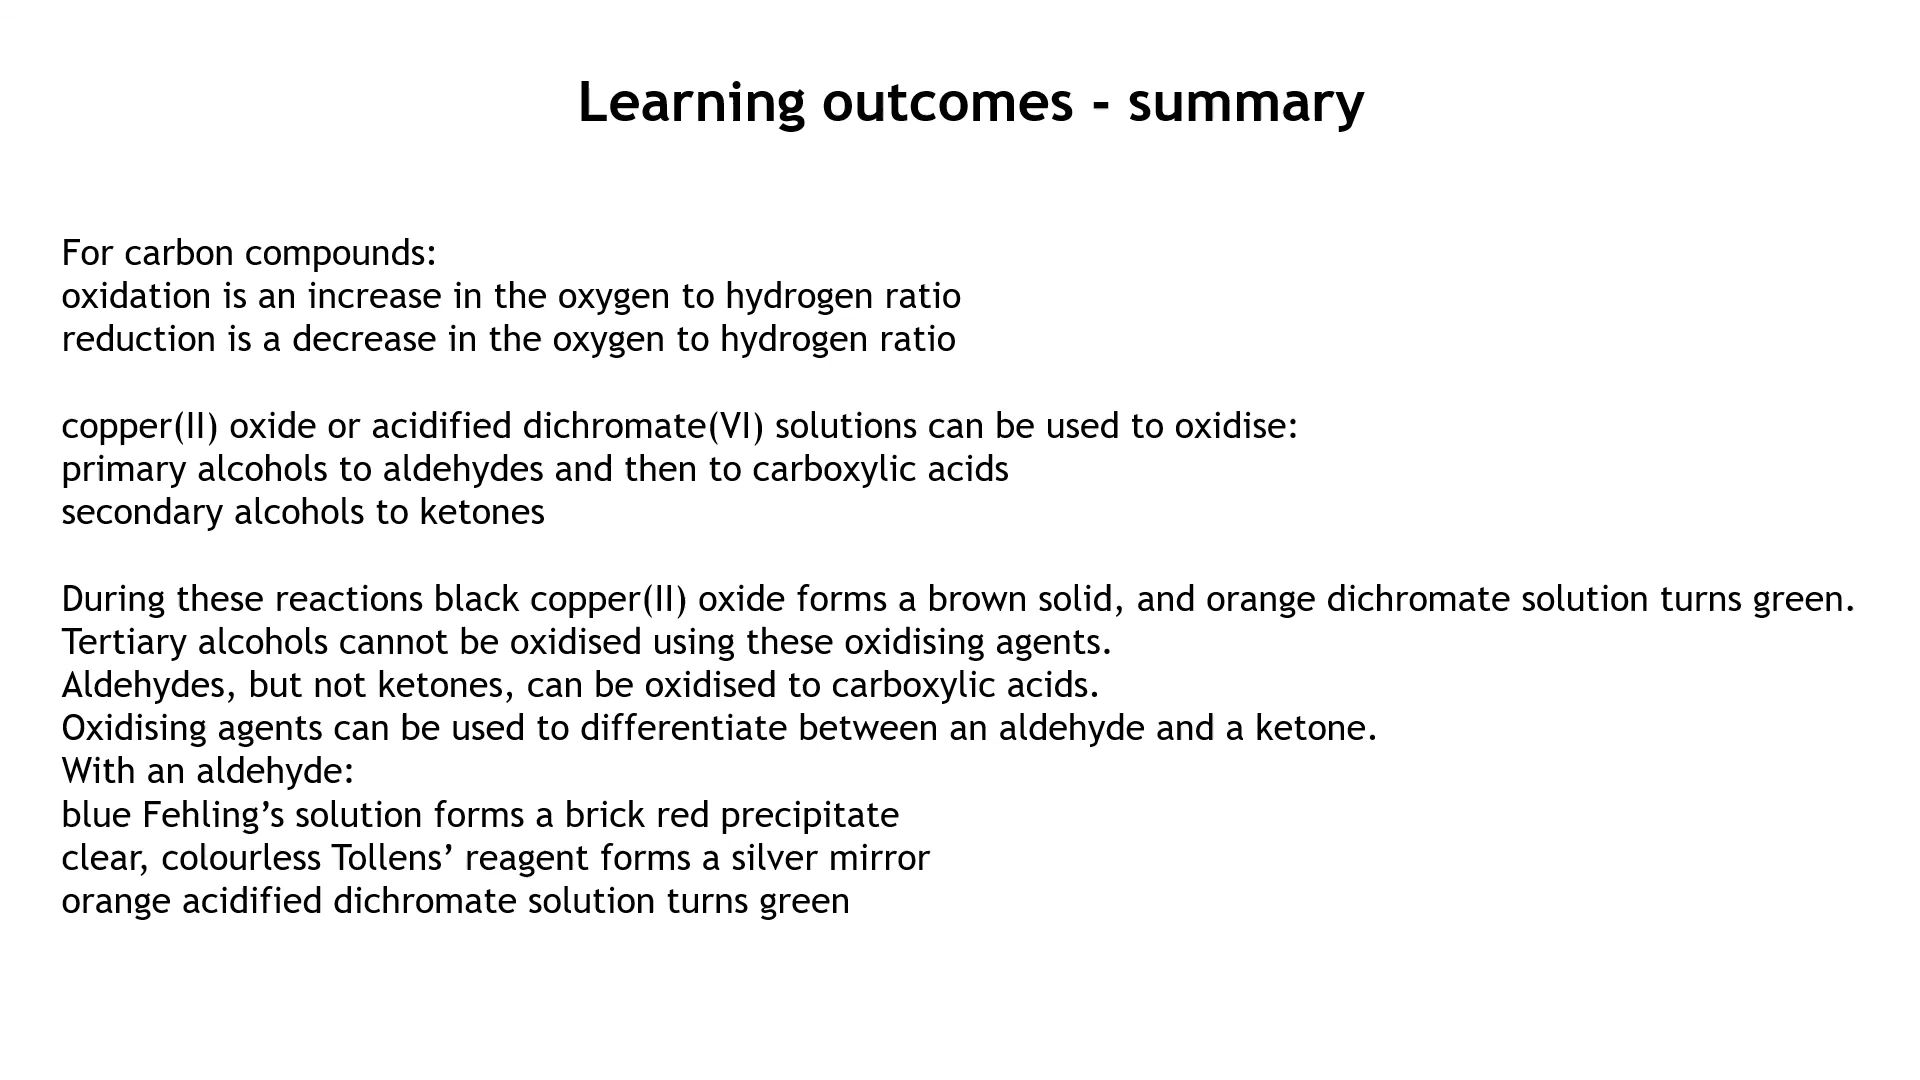 Learning outcomes - summary
For carbon compounds:
oxidation is an increase in the oxygen to hydrogen ratio
reduction is a decrease in the oxygen to hydrogen ratio
copper(II) oxide or acidified dichromate(VI) solutions can be used to oxidise:
primary alcohols to aldehydes and then to carboxylic acids
secondary alcohols to ketones
During these reactions black copper(II) oxide forms a brown solid, and orange dichromate solution turns green.
Tertiary alcohols cannot be oxidised using these oxidising agents.
Aldehydes, but not ketones, can be oxidised to carboxylic acids.
Oxidising agents can be used to differentiate between an aldehyde and a ketone.
With an aldehyde:
blue Fehling’s solution forms a brick red precipitate
clear, colourless Tollens’ reagent forms a silver mirror
orange acidified dichromate solution turns green